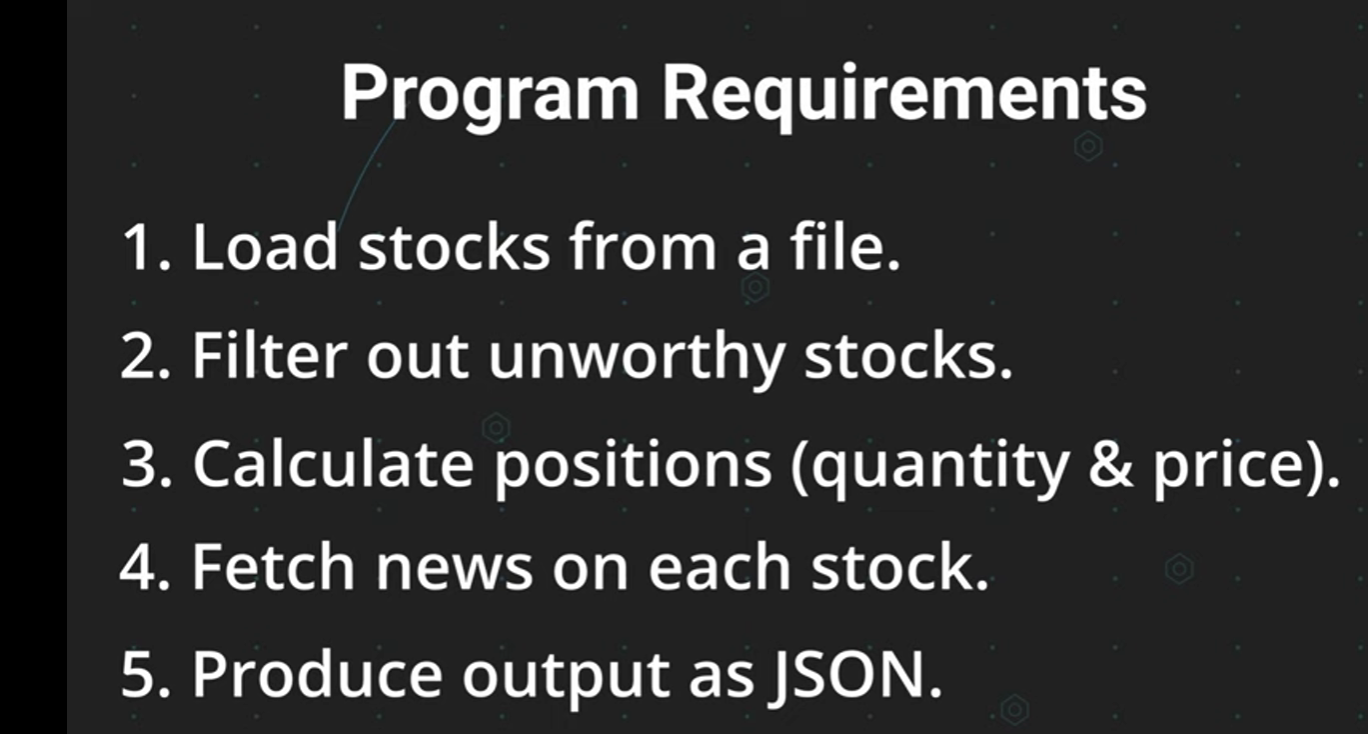 Program Requirements
1. Load stocks from a file.
2. Filter out unworthy stocks.
3. Calculate positions (quantity & price).
4. Fetch news on each stock.
5. Produce output as JSON.